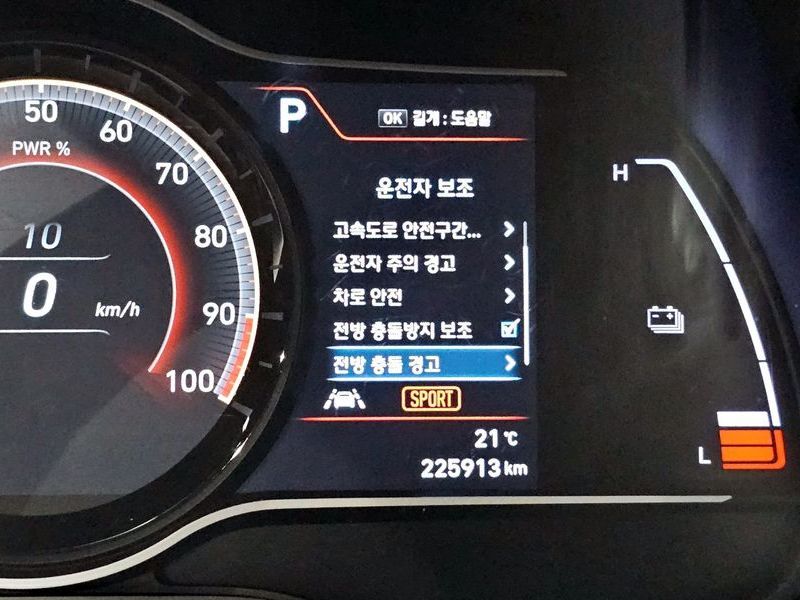 50
60
PWR %
70
80
90
100
10
0
km/h
P
OK 길게 : 도움말
운전자 보조
고속도로 안전구간...
운전자 주의 경고
차로 안전
전방 충돌방지 보조
전방 충돌 경고
SPORT
21℃
225913 km
H
L